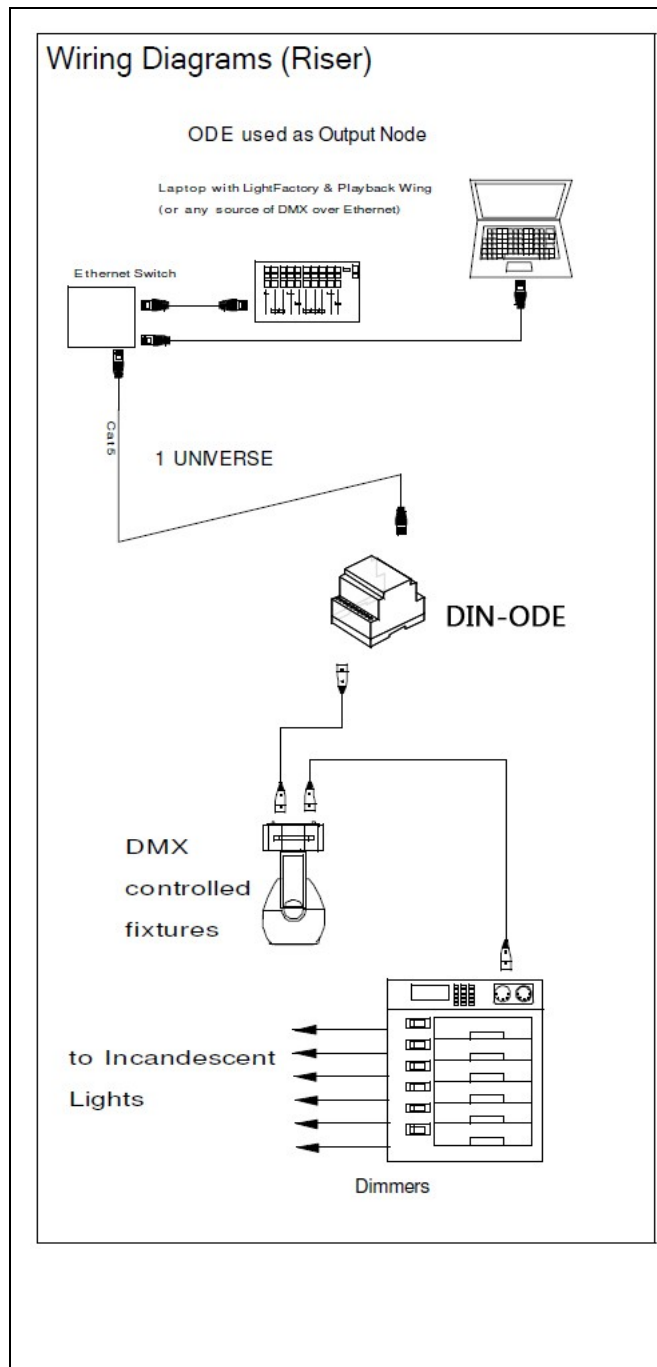 Wiring Diagrams (Riser)
ODE used as Output Node
Laptop with LightFactory & Playback Wing
(or any source of DMX over Ethernet)
Ethernet Switch
Cat5
1 UNIVERSE
DIN-ODE
DMX
controlled
fixtures
to Incandescent
Lights
Dimmers